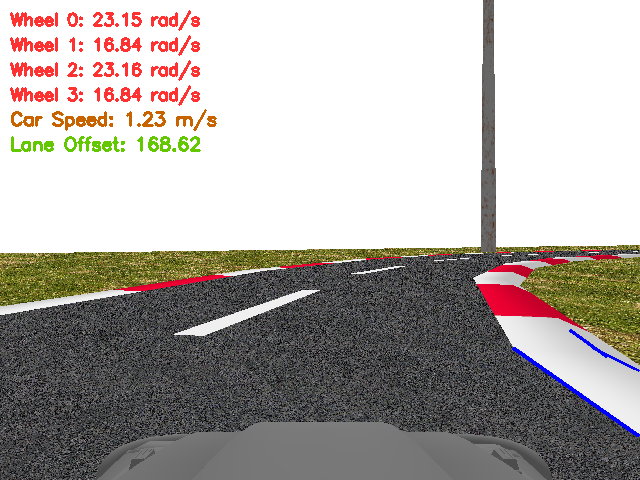 Wheel 0: 23.15 rad/s
Wheel 1: 16.84 rad/s
Wheel 2: 23.16 rad/s
Wheel 3: 16.84 rad/s
Car Speed: 1.23 m/s
Lane Offset: 168.62